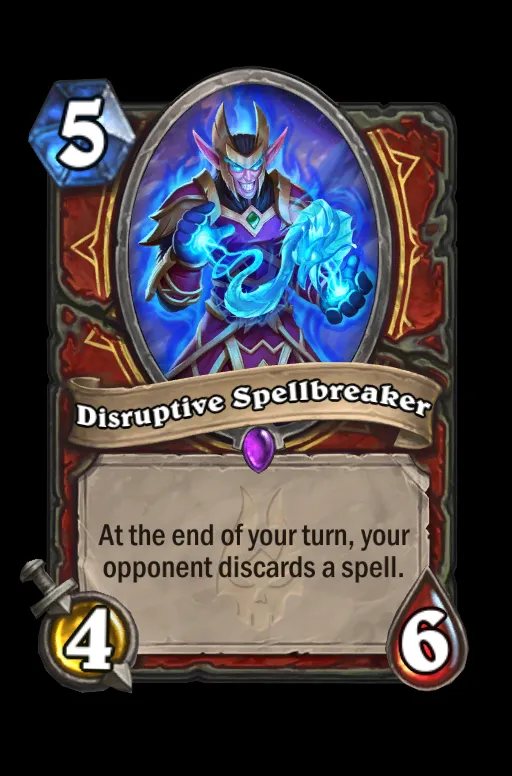 5
Disruptive Spellbreaker
At the end of your turn, your
opponent discards a spell.
4
6